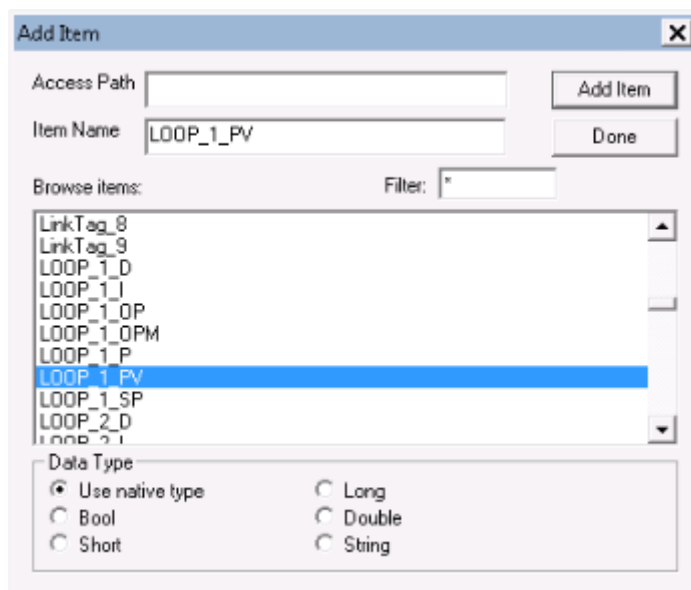 Add Item
Access Path
Add Item
Item Name LOOP_1_PV
Done
Browse items: Filter: *
LinkTag_8
LinkTag_9
LOOP_1_D
LOOP_1_I
LOOP_1_OP
LOOP_1_OPM
LOOP_1_P
LOOP_1_PV
LOOP_1_SP
LOOP_2_D
LOOP_2_I
Data Type
Use native type Long
Bool Double
Short String